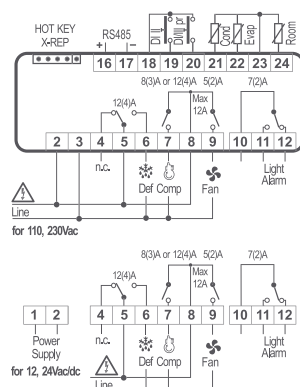 HOT KEY
X-REP
RS485
+ -
DI
DI/I pr
Cond
Evap
Room
16 17 18 19 20 21 22 23 24
8(3)A or 12(4)A 5(2)A 7(2)A
12(4)A
Max
12A
2 3 4 5 6 7 8 9 10 11 12
n.c.
Def Comp Fan
Light
Alarm
Line
for 110, 230Vac
8(3)A or 12(4)A 5(2)A 7(2)A
12(4)A
Max
12A
1 2 4 5 6 7 8 9 10 11 12
Power
Supply
n.c.
Def Comp Fan
Light
Alarm
for 12, 24Vac/dc
Line